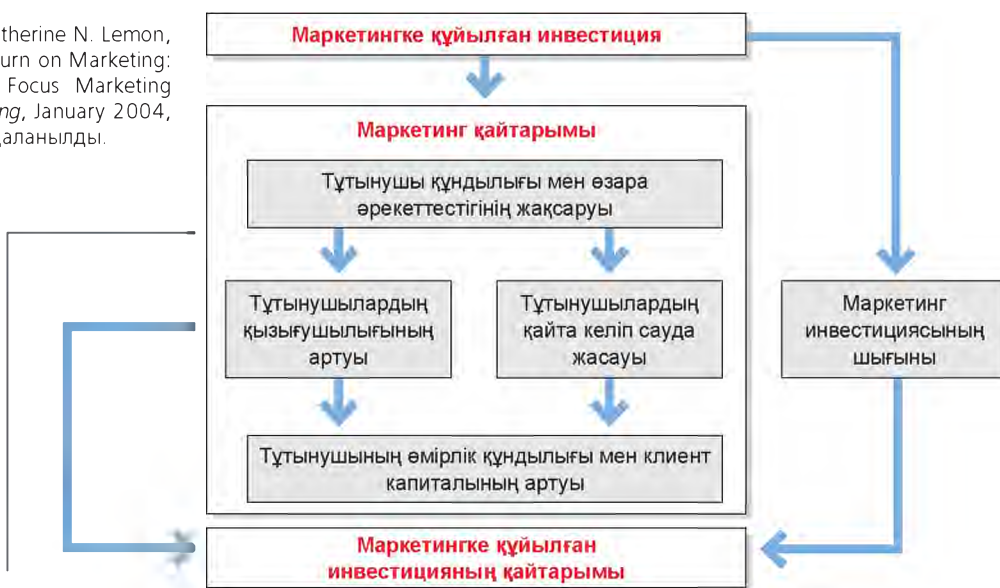 therine N. Lemon,
urn on Marketing:
Focus Marketing
ng, January 2004,
даланылды.
Маркетингке құйылған инвестиция
Маркетинг қайтарымы
Тұтынушы құндылығы мен өзара
әрекеттестігінің жақсаруы
Тұтынушылардың
қызығушылығының
артуы
Тұтынушылардың
қайта келіп сауда
жасауы
Маркетинг
инвестициясының
шығыны
Тұтынушының өмірлік құндылығы мен клиент
капиталының артуы
Маркетингке құйылған
инвестицияның қайтарымы